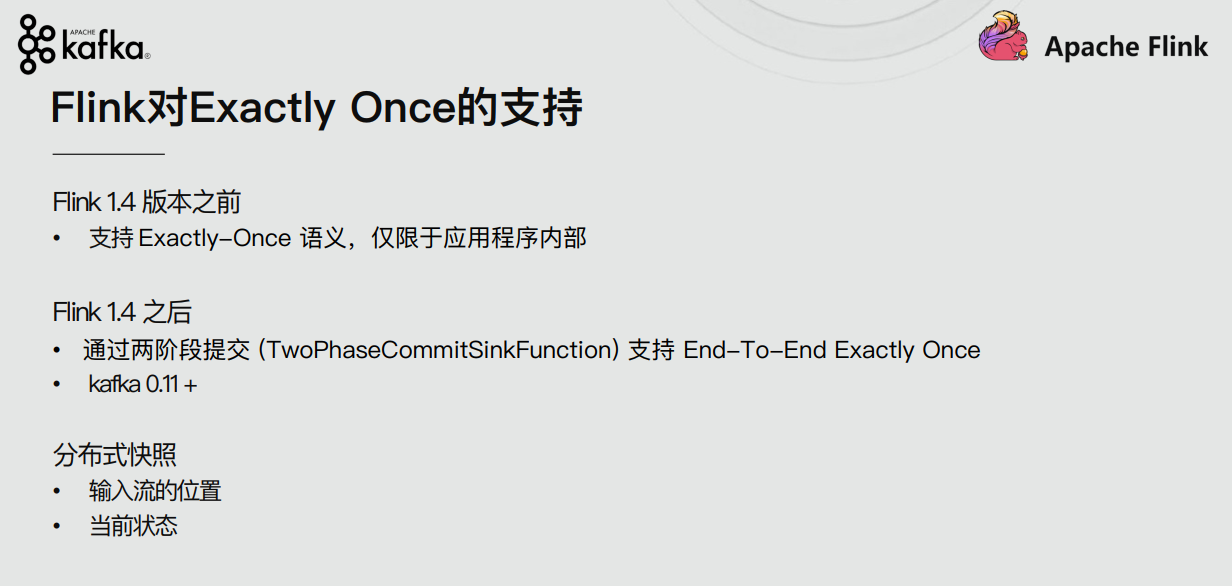 APACHE
kafka®
Apache Flink
Flink对Exactly Once的支持
Flink 1.4 版本之前
• 支持 Exactly-Once 语义，仅限于应用程序内部
Flink 1.4 之后
• 通过两阶段提交 (TwoPhaseCommitSinkFunction) 支持 End-To-End Exactly Once
• kafka 0.11 +
分布式快照
• 输入流的位置
• 当前状态